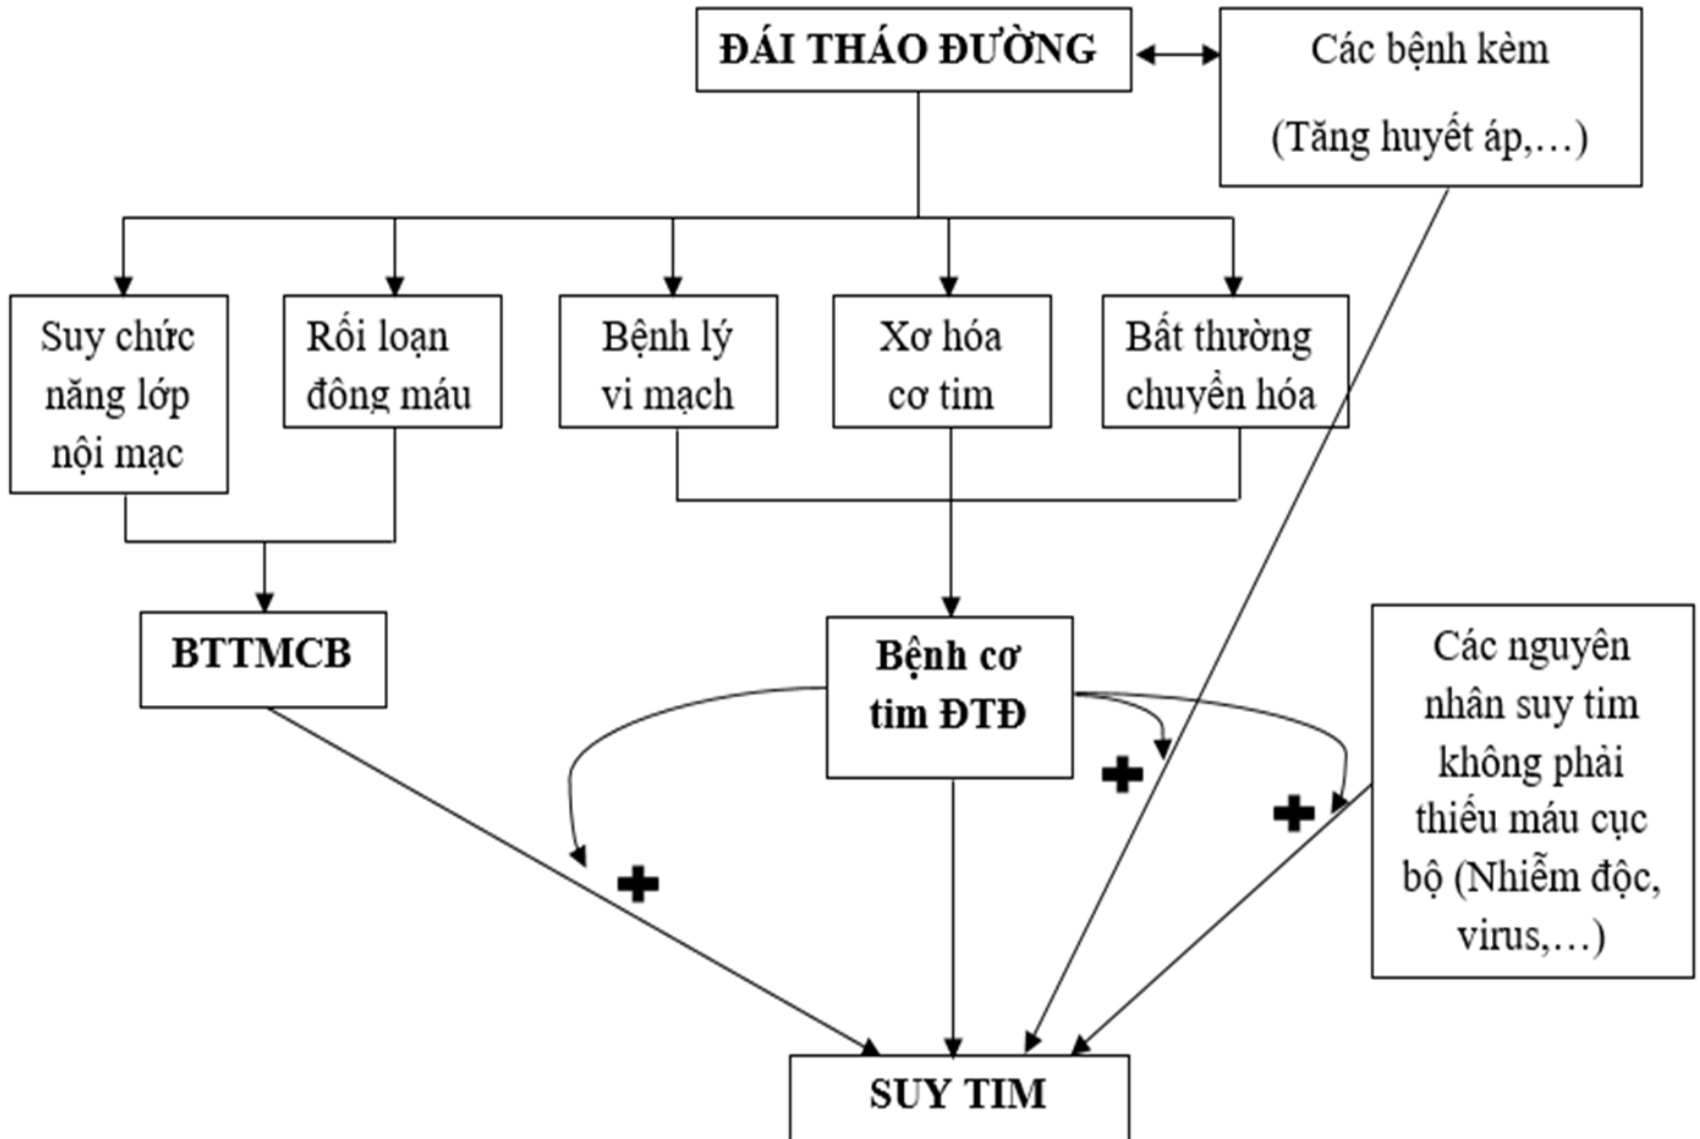 ĐÁI THÁO ĐƯỜNG
Các bệnh kèm
(Tăng huyết áp,...)
Suy chức
năng lớp
nội mạc
Rối loạn
đông máu
Bệnh lý
vi mạch
Xơ hóa
cơ tim
Bất thường
chuyển hóa
BTTMCB
Bệnh cơ
tim ĐTĐ
Các nguyên
nhân suy tim
không phải
thiếu máu cục
bộ (Nhiễm độc,
virus,...)
SUY TIM